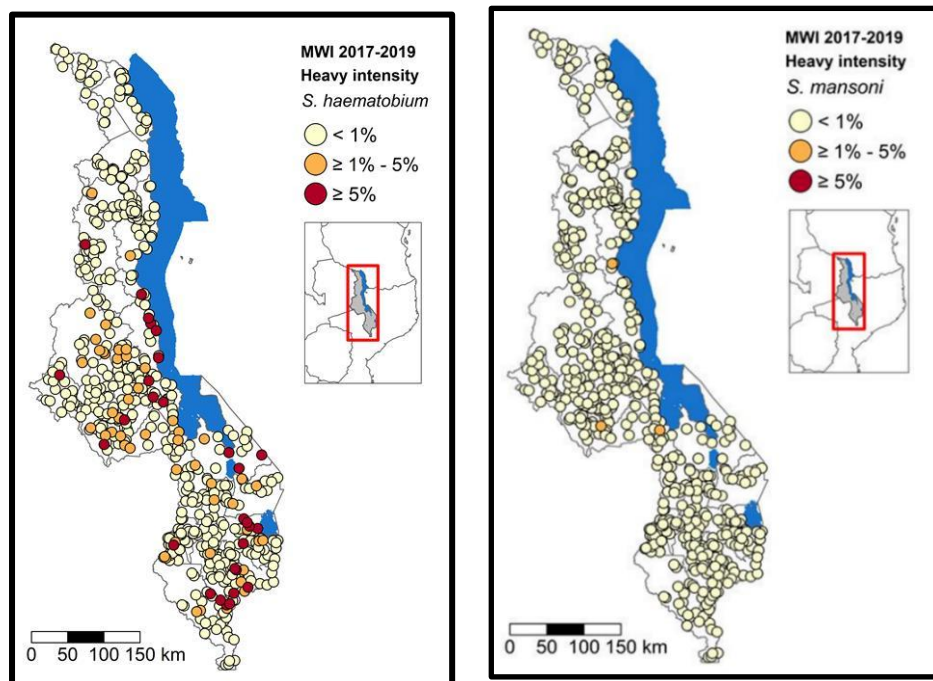 MWI 2017-2019
Heavy intensity
S. haematobium
< 1%
≥ 1% - 5%
≥ 5%
0 50 100 150 km
MWI 2017-2019
Heavy intensity
S. mansoni
< 1%
≥ 1% - 5%
≥ 5%
0 50 100 150 km